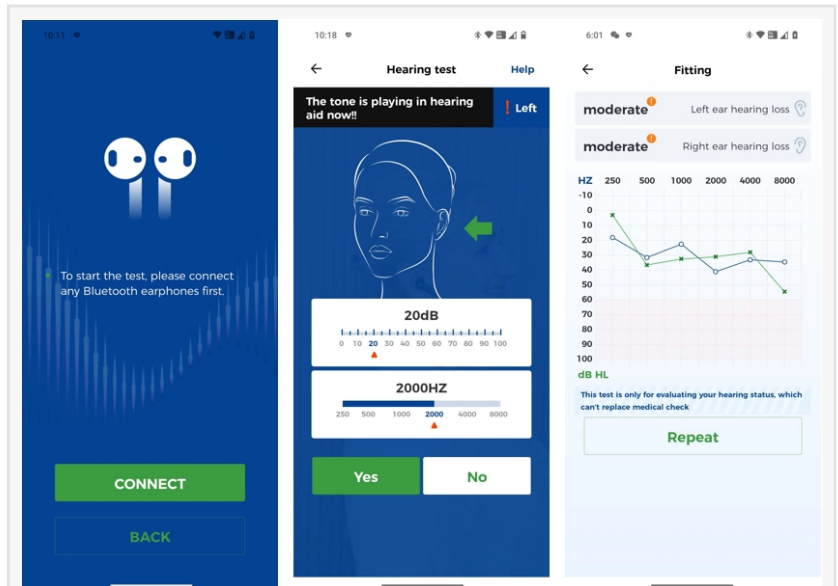 10:11
To start the test, please connect
any Bluetooth earphones first.
CONNECT
BACK
10:18
Hearing test
Help
The tone is playing in hearing
aid now!!
! Left
20dB
0 10 20 30 40 50 60 70 80 90 100
2000HZ
250 500 1000 2000 4000 8000
Yes
No
6:01
Fitting
moderate
Left ear hearing loss
moderate
Right ear hearing loss
HZ 250 500 1000 2000 4000 8000
-10
0
10
20
30
40
50
60
70
80
90
100
dB HL
This test is only for evaluating your hearing status, which
can't replace medical check
Repeat